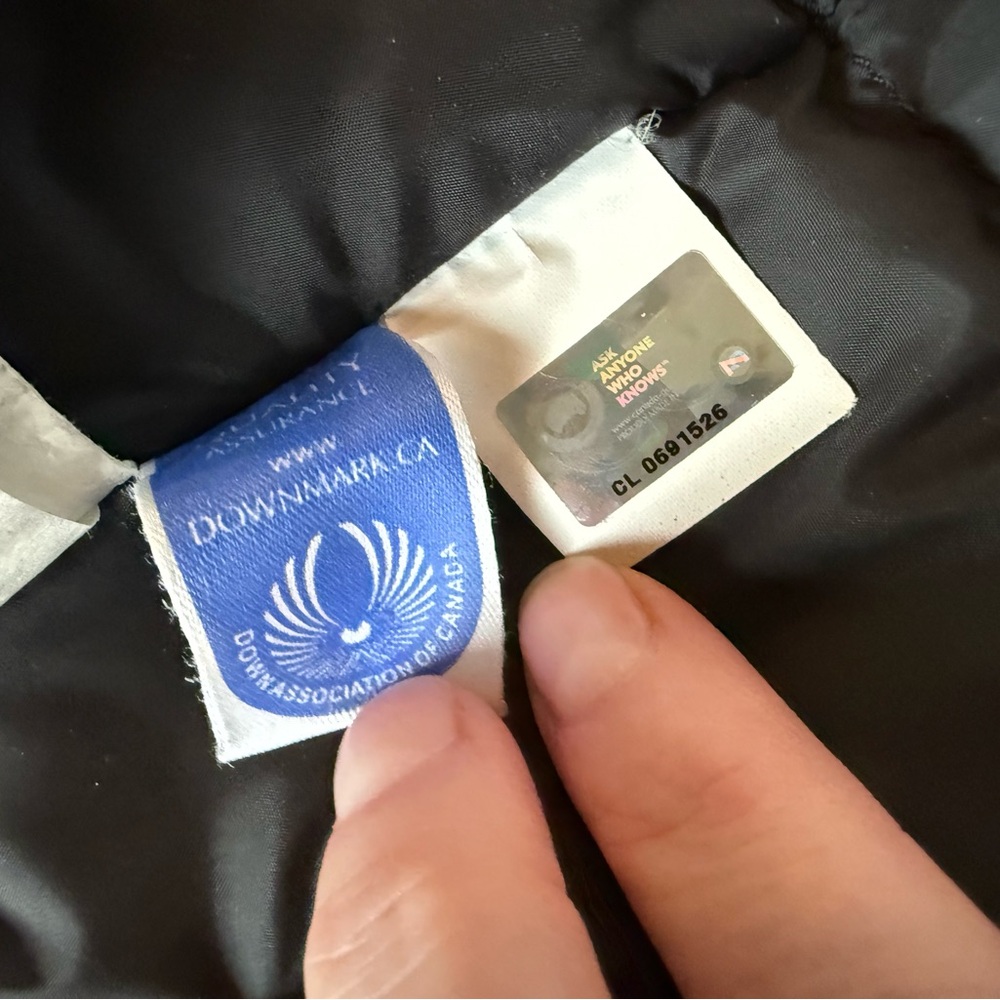 QUALITY
ASSURANCE
www.
DOWNMARK.CA
DOWN ASSOCIATION OF CANADA
ASK
ANYONE
WHO
KNOWS™
CL 0691526